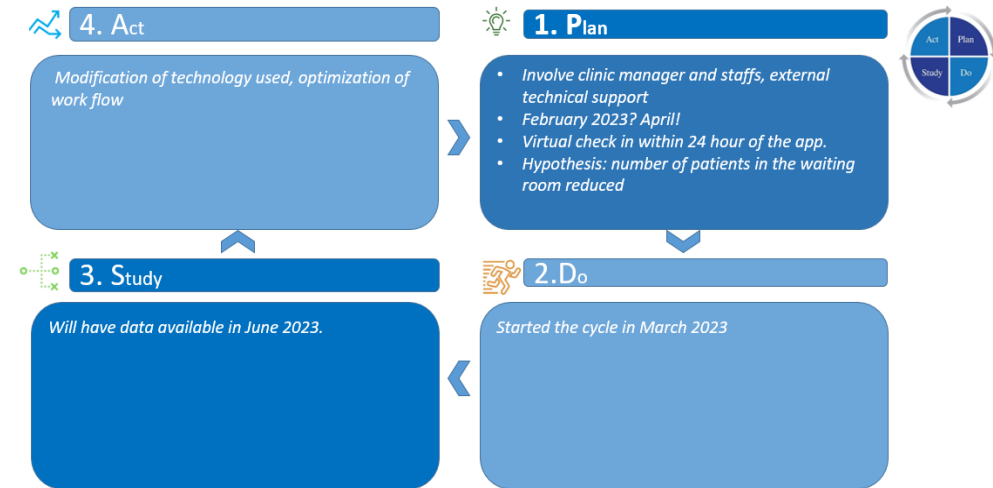 4. Act
Modification of technology used, optimization of
work flow
1. Plan
• Involve clinic manager and staffs, external
technical support
• February 2023? April!
• Virtual check in within 24 hour of the app.
• Hypothesis: number of patients in the waiting
room reduced
Act
Plan
Study
Do
3. Study
Will have data available in June 2023.
2.Do
Started the cycle in March 2023